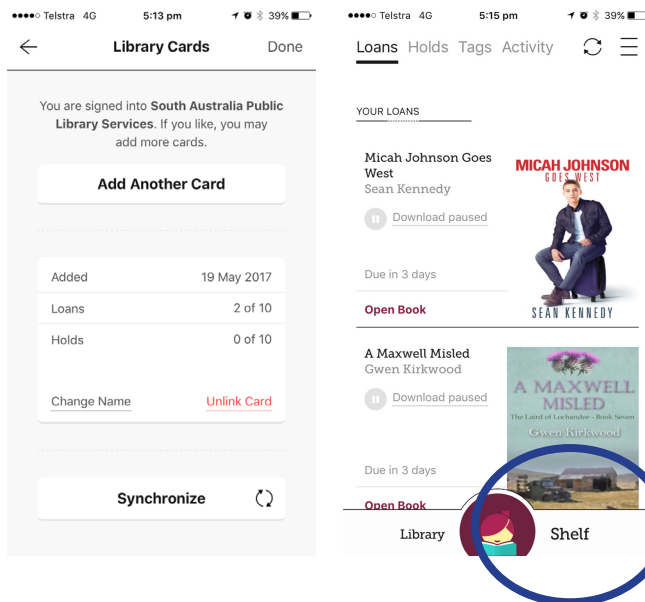 Telstra 4G 5:13 pm 39%
Library Cards Done
You are signed into South Australia Public
Library Services. If you like, you may
add more cards.
Add Another Card
Added 19 May 2017
Loans 2 of 10
Holds 0 of 10
Change Name Unlink Card
Synchronize
Telstra 4G 5:15 pm 39%
Loans Holds Tags Activity
YOUR LOANS
Micah Johnson Goes
West
Sean Kennedy
Download paused
Due in 3 days
Open Book
MICAH JOHNSON
GOES WEST
SEAN KENNEDY
A Maxwell Misled
Gwen Kirkwood
Download paused
Due in 3 days
Open Book
A MAXWELL
MISLED
The Laird of Lochandee - Book Seven
Gwen Kirkwood
Library Shelf